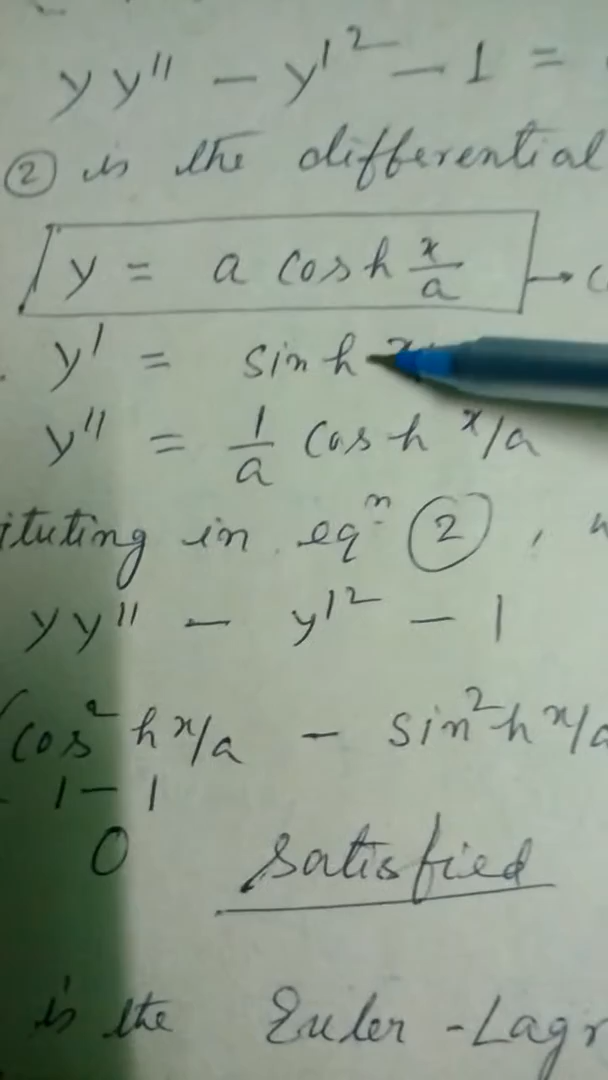 yy" - y'² - 1 =
② is the differential
y = a cosh x/a →
y' = sinh
y" = 1/a cosh x/a
ituting in eqⁿ ②,
yy" - y'² - 1
cos²h x/a - sin²h x/a
1 - 1
0 satisfied
is the Euler-Lagr